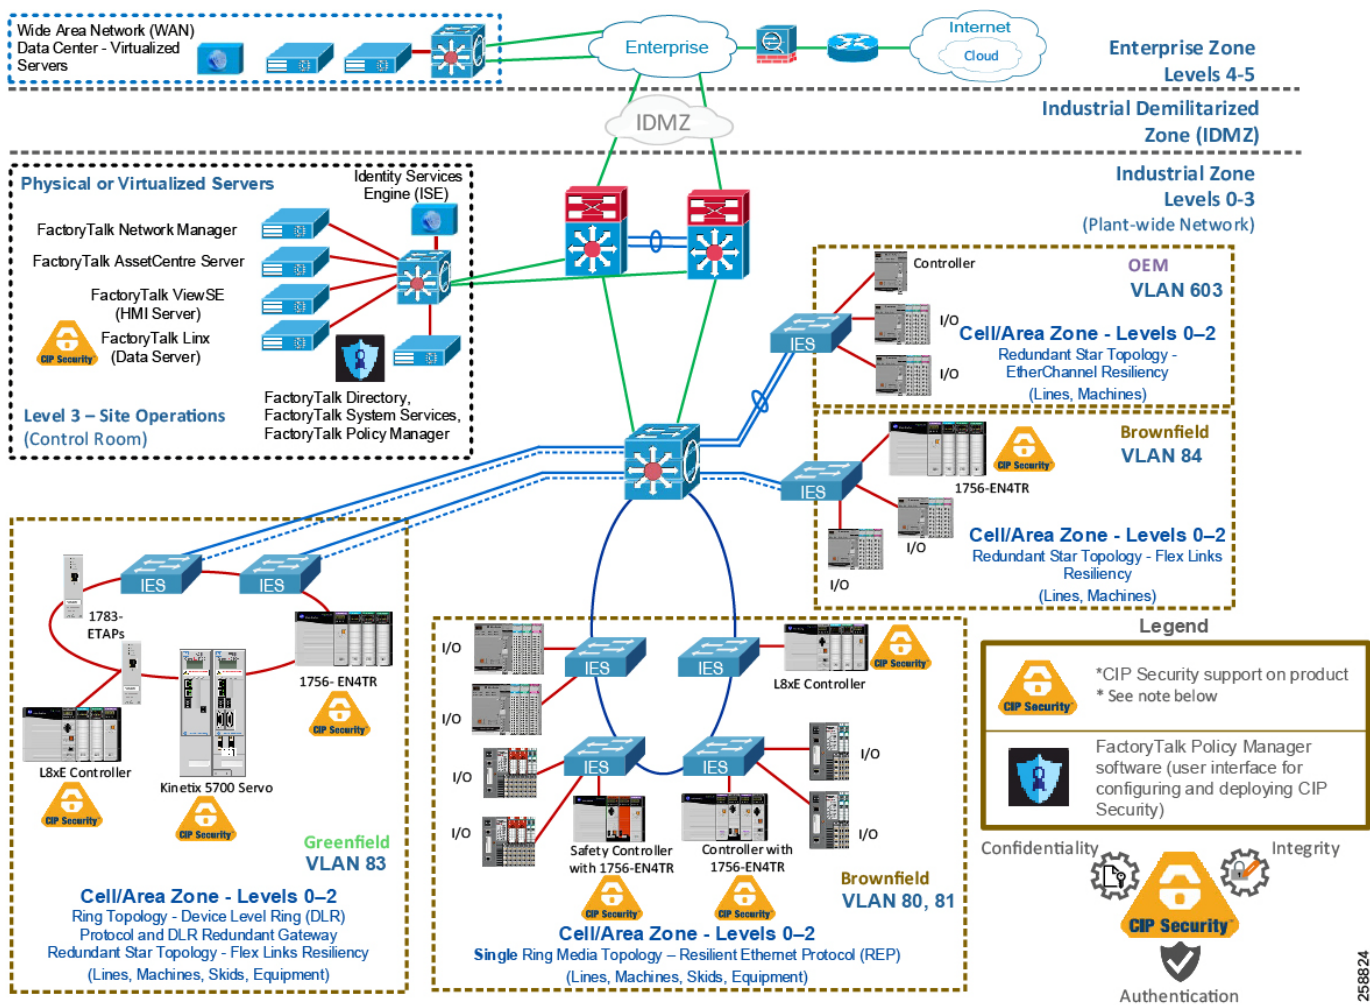 Wide Area Network (WAN)
Data Center - Virtualized
Servers
Enterprise
Internet
Cloud
Enterprise Zone
Levels 4-5
IDMZ
Industrial Demilitarized
Zone (IDMZ)
Physical or Virtualized Servers
Identity Services
Engine (ISE)
FactoryTalk Network Manager
FactoryTalk AssetCentre Server
FactoryTalk ViewSE
(HMI Server)
FactoryTalk Linx
(Data Server)
CIP Security
FactoryTalk Directory,
FactoryTalk System Services,
FactoryTalk Policy Manager
Level 3 – Site Operations
(Control Room)
Industrial Zone
Levels 0-3
(Plant-wide Network)
Controller
OEM
VLAN 603
I/O
IES
Cell/Area Zone - Levels 0–2
Redundant Star Topology -
EtherChannel Resiliency
I/O
(Lines, Machines)
Brownfield
VLAN 84
CIP Security
1756-EN4TR
IES
I/O
I/O
Cell/Area Zone - Levels 0–2
Redundant Star Topology - Flex Links
Resiliency
(Lines, Machines)
IES
IES
1783-
ETAPs
1756- EN4TR
CIP Security
L8xE Controller
CIP Security
Kinetix 5700 Servo
CIP Security
Greenfield
VLAN 83
Cell/Area Zone - Levels 0–2
Ring Topology - Device Level Ring (DLR)
Protocol and DLR Redundant Gateway
Redundant Star Topology - Flex Links Resiliency
(Lines, Machines, Skids, Equipment)
I/O
I/O
IES
IES
L8xE Controller
CIP Security
I/O
I/O
IES
IES
I/O
I/O
Safety Controller
with 1756-EN4TR
CIP Security
Controller with
1756-EN4TR
CIP Security
Brownfield
VLAN 80, 81
Cell/Area Zone - Levels 0–2
Single Ring Media Topology – Resilient Ethernet Protocol (REP)
(Lines, Machines, Skids, Equipment)
Legend
CIP Security
*CIP Security support on product
* See note below
FactoryTalk Policy Manager
software (user interface for
configuring and deploying CIP
Security)
Confidentiality
Integrity
CIP Security
Authentication
258824